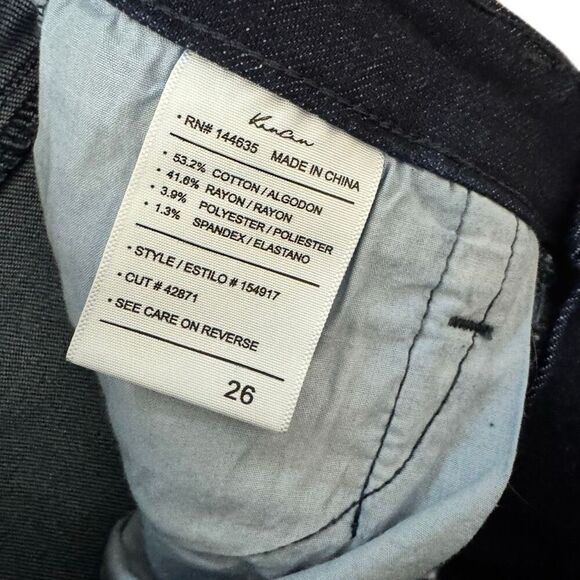 KanCan
• RN# 144635 MADE IN CHINA
• 53.2% COTTON / ALGODON
• 41.6% RAYON / RAYON
• 3.9% POLYESTER / POLIESTER
• 1.3% SPANDEX / ELASTANO
• STYLE / ESTILO # 154917
• CUT # 42871
• SEE CARE ON REVERSE
26